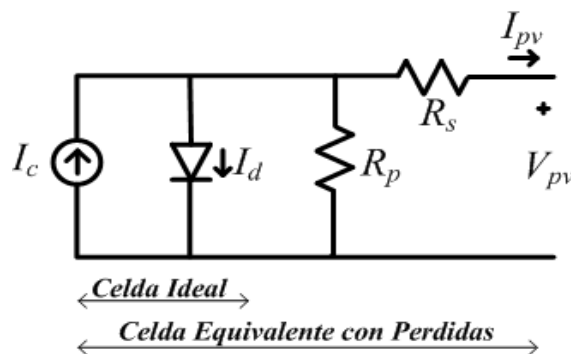 I_pv
R_s
I_c
I_d
R_p
+
V_pv
Celda Ideal
Celda Equivalente con Perdidas